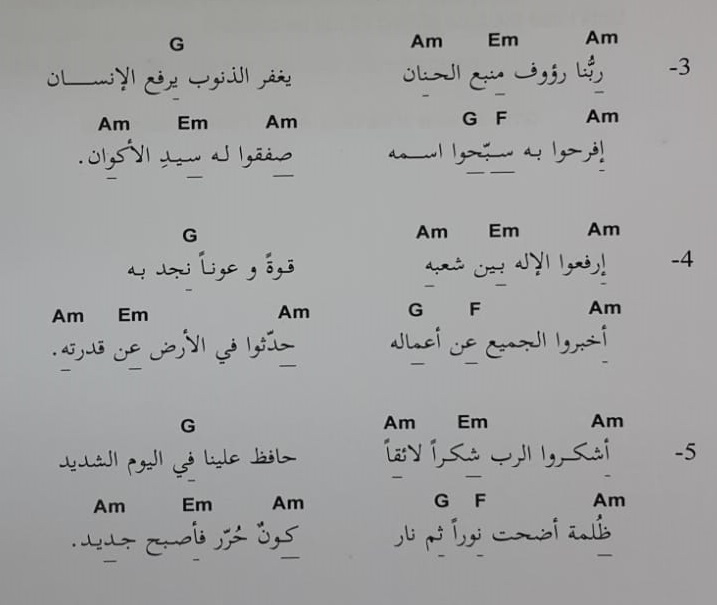 Am Em Am G
3- ربُّنا رؤوف منبع الحنان يغفر الذنوب يرفع الإنســـان
Am F G Am Em Am
إفرحوا به سبّحوا اسـمه صفقوا له سيدِ الأكوان.
Am Em Am G
4- إرفعوا الإله بين شعبه قوةً و عوناً نجد به
Am F G Am Em Am
أخبروا الجميع عن أعماله حدّثوا في الأرض عن قدرته.
Am Em Am G
5- أشكروا الرب شكراً لائقاً حافظ علينا في اليوم الشديد
Am F G Am Em Am
ظُلمة أضحت نوراً ثم نار كونٌ حُرّر فأصبح جديد.